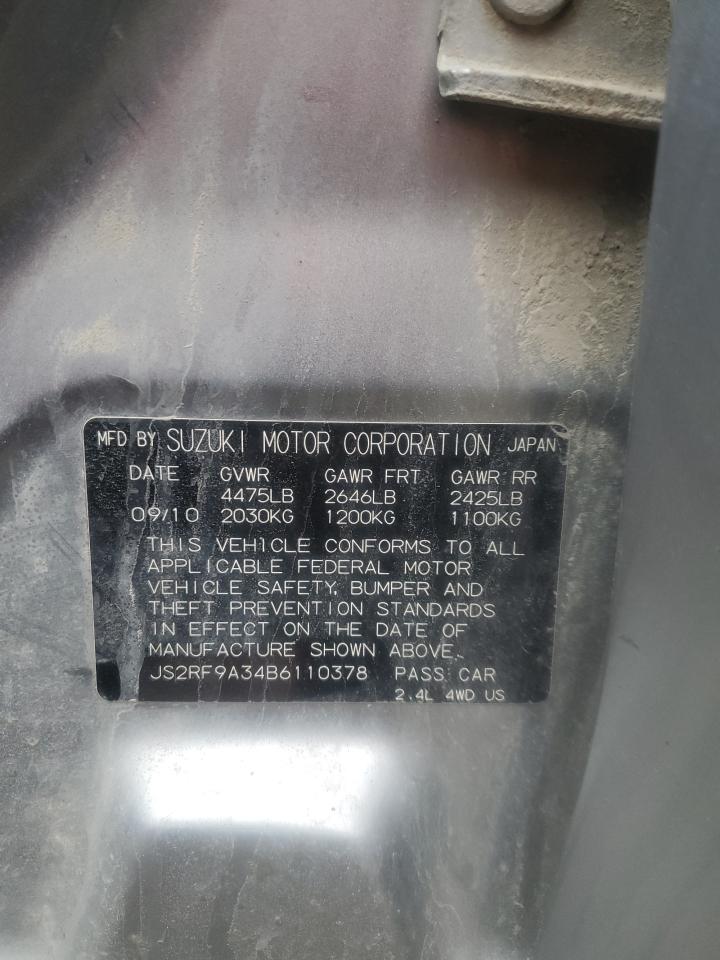 MFD BY SUZUKI MOTOR CORPORATION JAPAN
DATE GVWR GAWR FRT GAWR RR
4475LB 2646LB 2425LB
09/10 2030KG 1200KG 1100KG
THIS VEHICLE CONFORMS TO ALL
APPLICABLE FEDERAL MOTOR
VEHICLE SAFETY, BUMPER AND
THEFT PREVENTION STANDARDS
IN EFFECT ON THE DATE OF
MANUFACTURE SHOWN ABOVE.
JS2RF9A34B6110378 PASS CAR
2.4L 4WD US